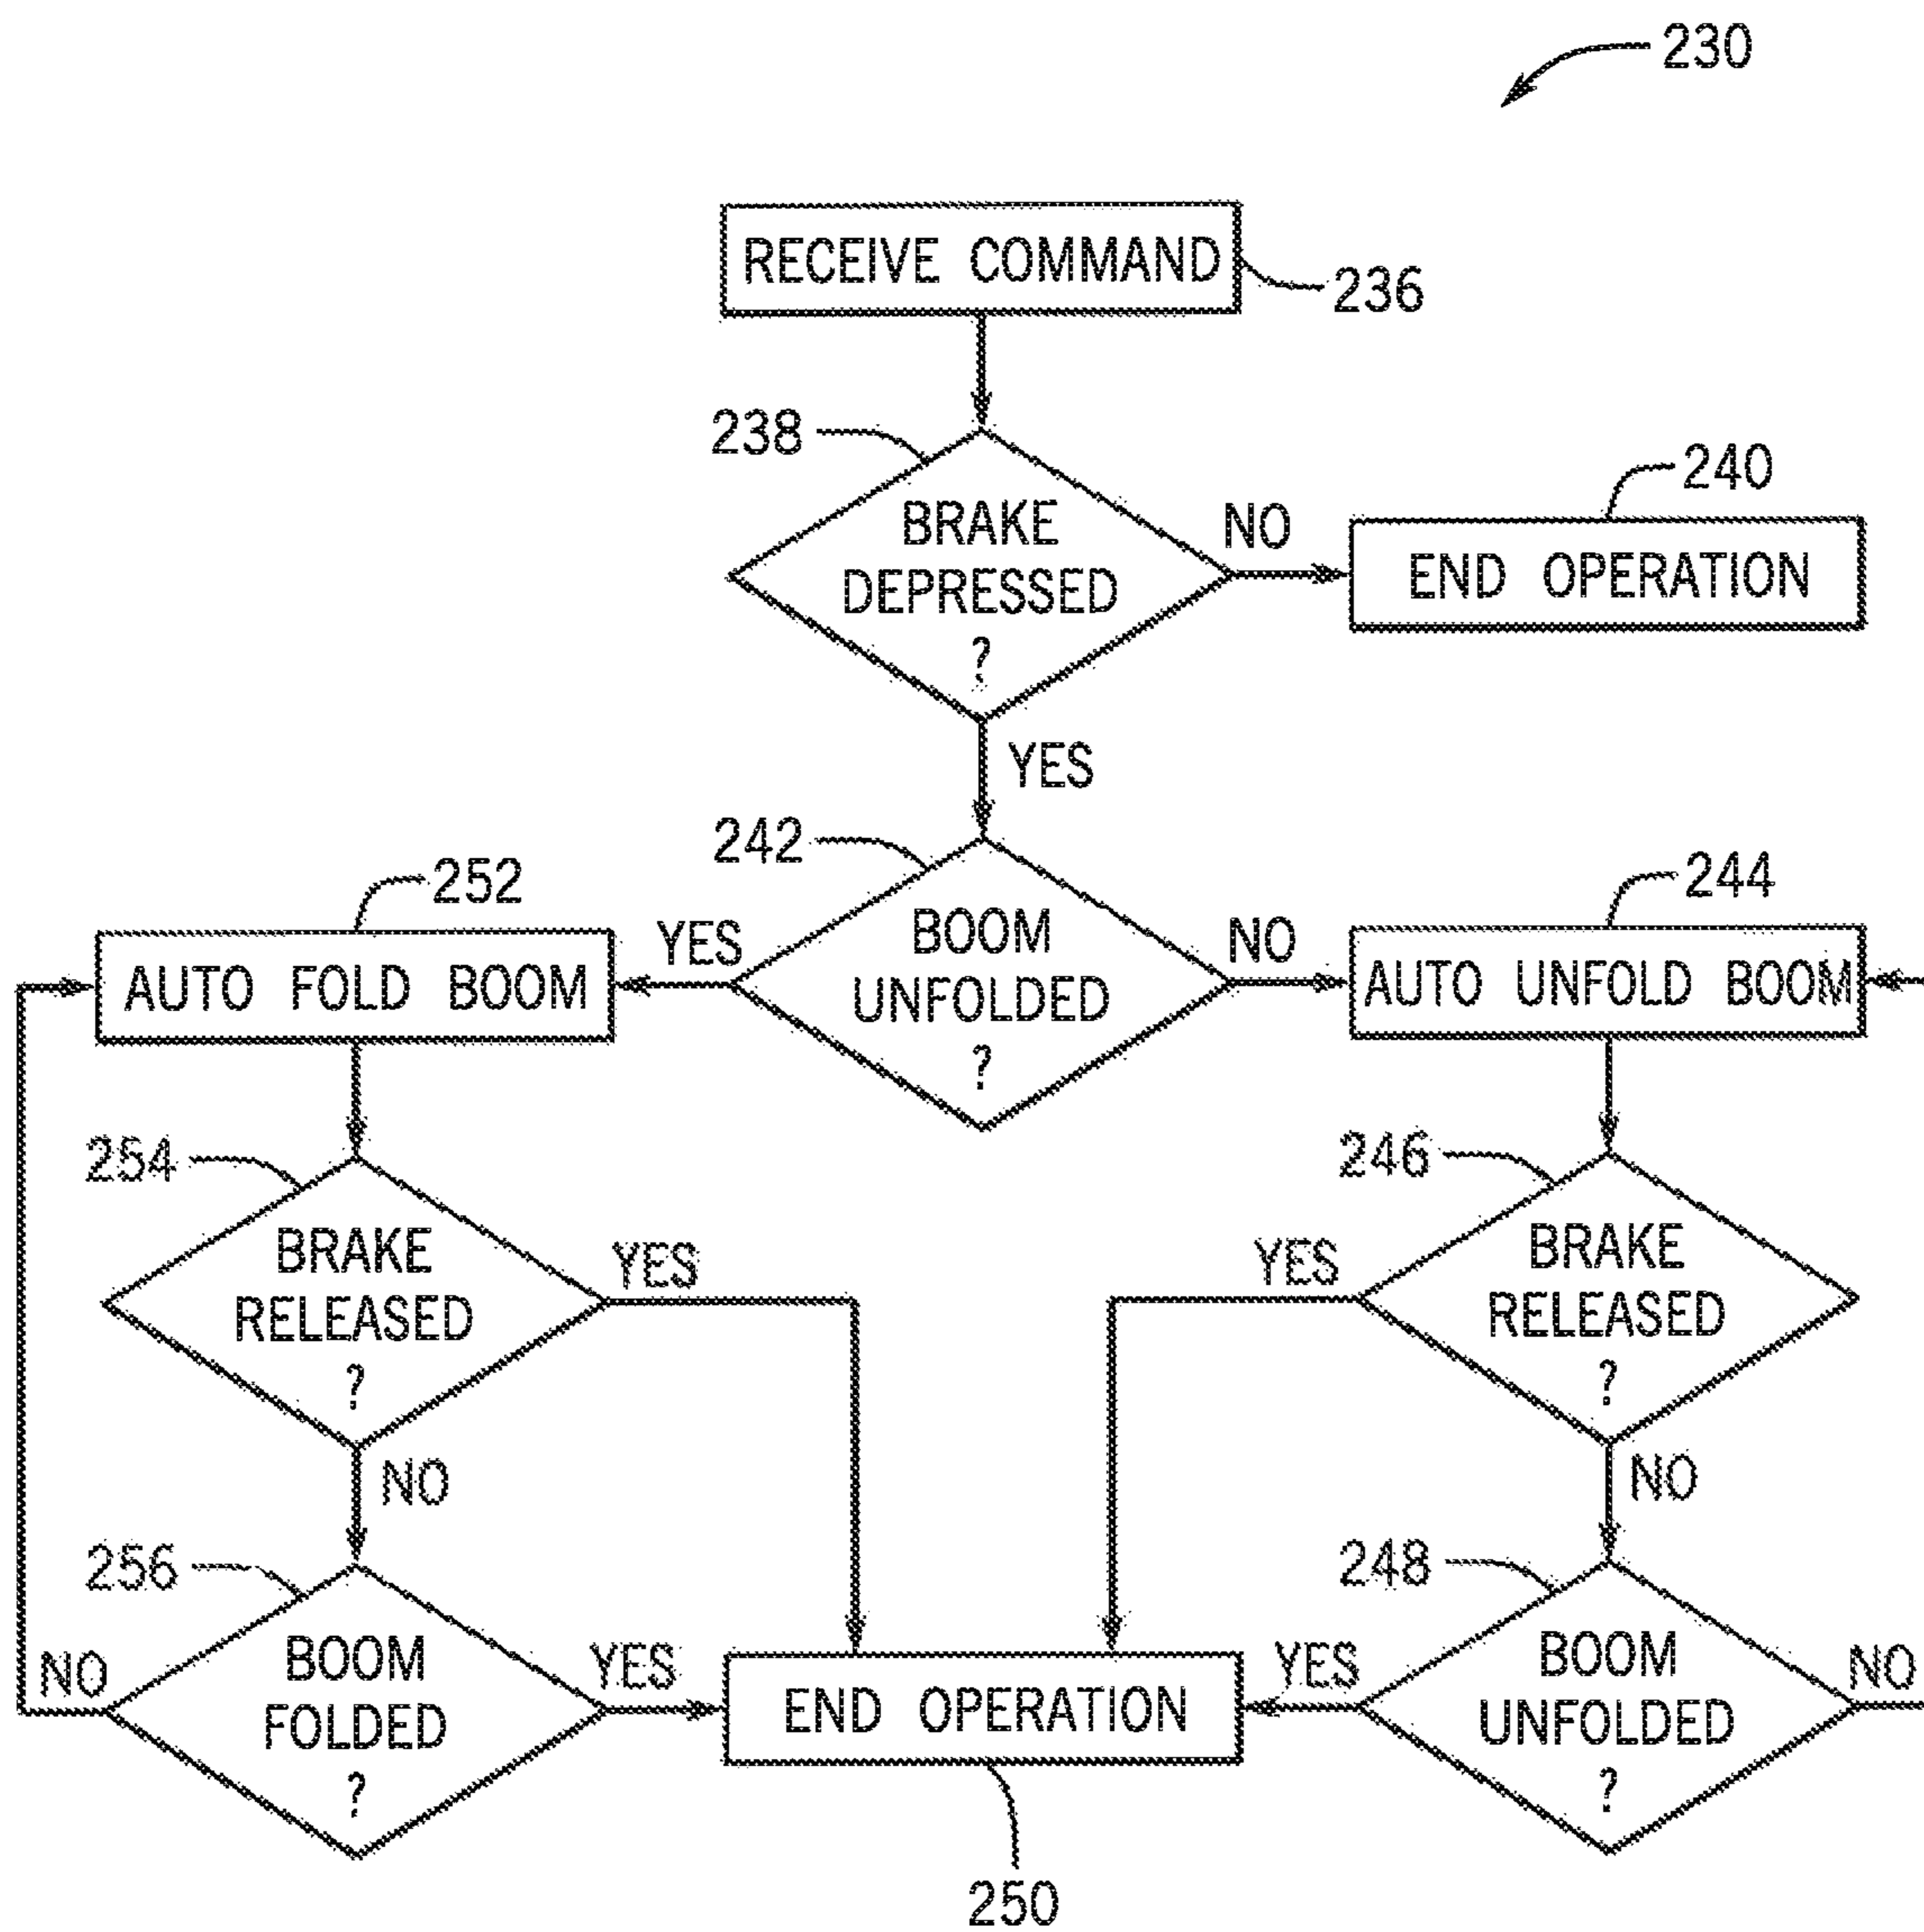 230
RECEIVE COMMAND
236
238
BRAKE
DEPRESSED
?
NO
240
END OPERATION
YES
242
BOOM
UNFOLDED
?
YES
NO
252
AUTO FOLD BOOM
244
AUTO UNFOLD BOOM
254
BRAKE
RELEASED
?
YES
NO
246
BRAKE
RELEASED
?
YES
NO
256
BOOM
FOLDED
?
NO
YES
END OPERATION
250
248
BOOM
UNFOLDED
?
YES
NO